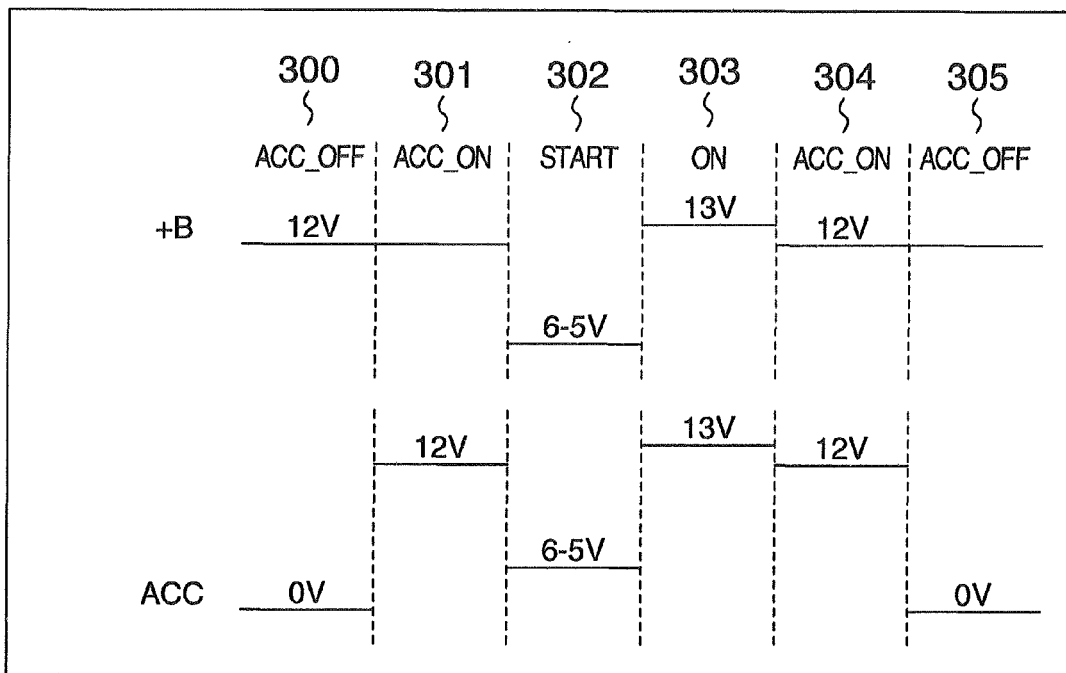 300 301 302 303 304 305
ACC_OFF ACC_ON START ON ACC_ON ACC_OFF
+B 12V 13V 12V
6-5V
12V 13V 12V
6-5V
ACC 0V 0V